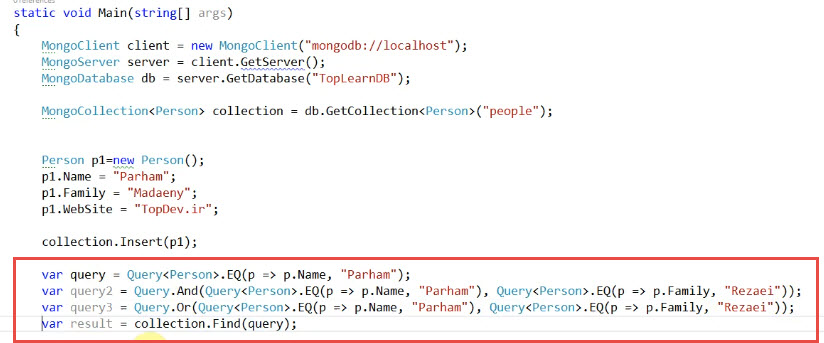 0 references
static void Main(string[] args)
{
MongoClient client = new MongoClient("mongodb://localhost");
MongoServer server = client.GetServer();
MongoDatabase db = server.GetDatabase("TopLearnDB");
MongoCollection<Person> collection = db.GetCollection<Person>("people");
Person p1=new Person();
p1.Name = "Parham";
p1.Family = "Madaeny";
p1.WebSite = "TopDev.ir";
collection.Insert(p1);
var query = Query<Person>.EQ(p => p.Name, "Parham");
var query2 = Query.And(Query<Person>.EQ(p => p.Name, "Parham"), Query<Person>.EQ(p => p.Family, "Rezaei"));
var query3 = Query.Or(Query<Person>.EQ(p => p.Name, "Parham"), Query<Person>.EQ(p => p.Family, "Rezaei"));
var result = collection.Find(query);